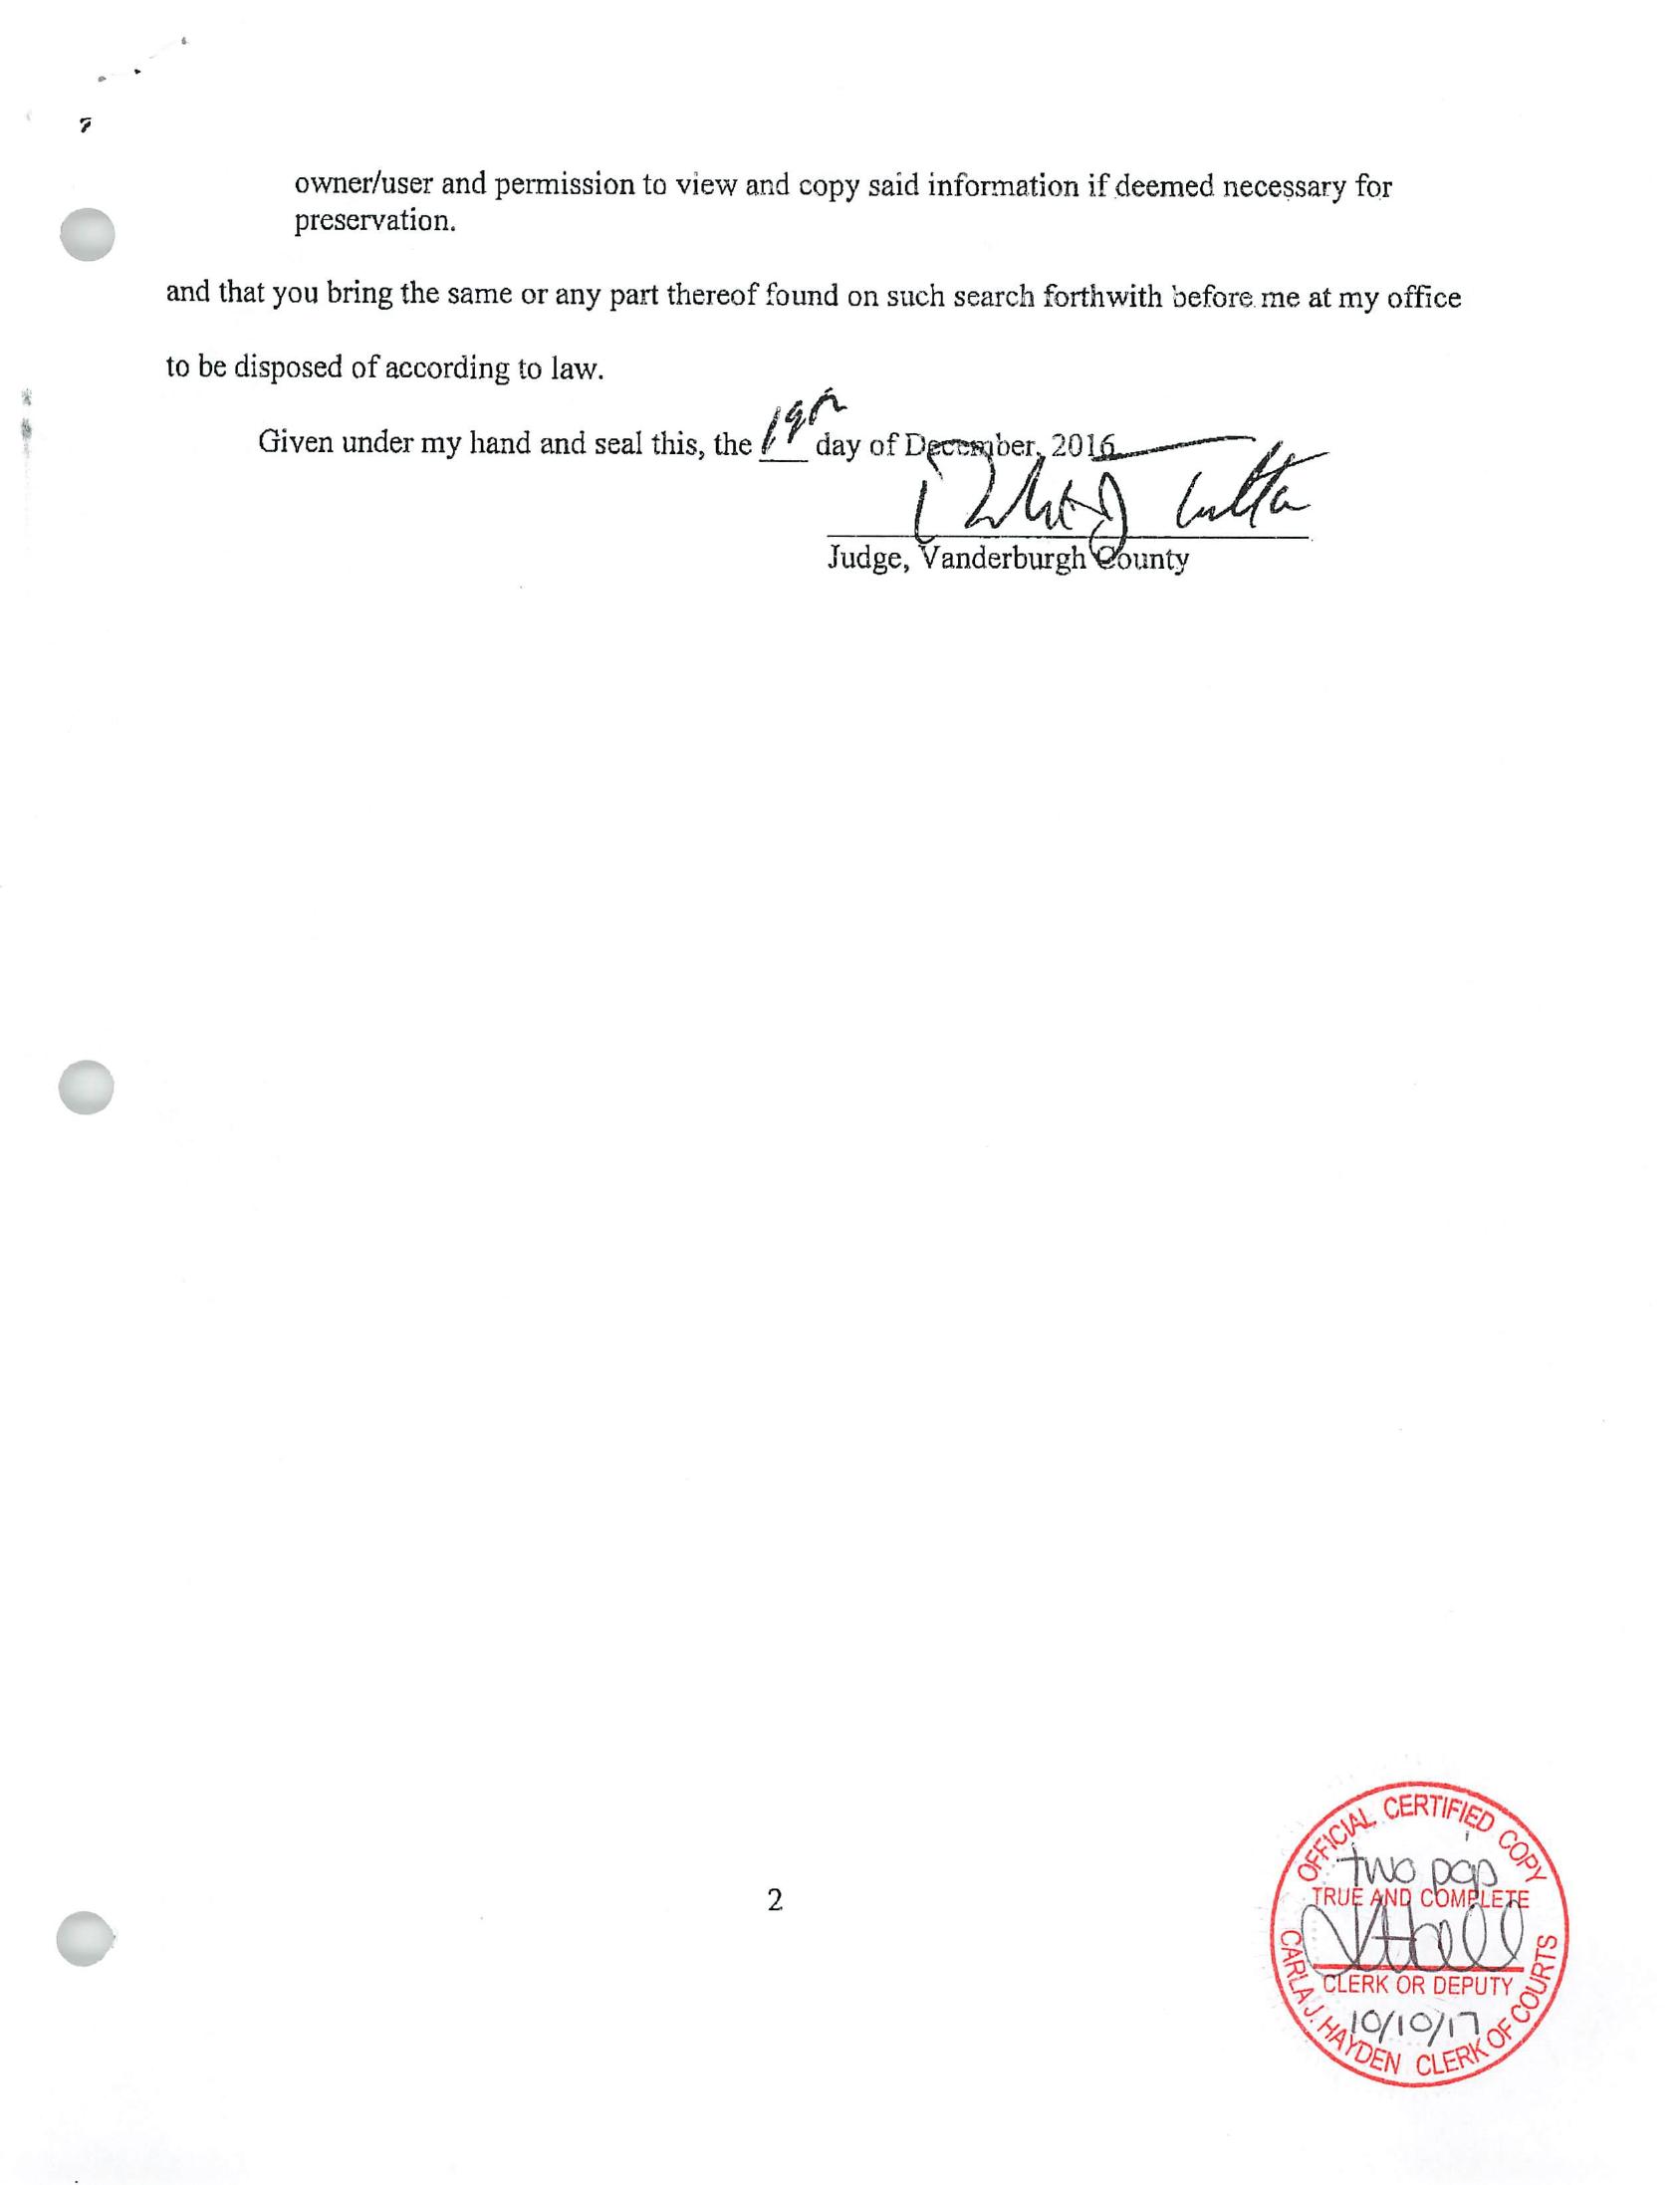 owner/user and permission to view and copy said information if deemed necessary for
preservation.
and that you bring the same or any part thereof found on such search forthwith before me at my office
to be disposed of according to law.
Given under my hand and seal this, the 19th day of December, 2016
Judge, Vanderburgh County
2
OFFICIAL CERTIFIED COPY
two pgs
TRUE AND COMPLETE
CLERK OR DEPUTY
10/10/17
CARLA J. HAYDEN CLERK OF COURTS